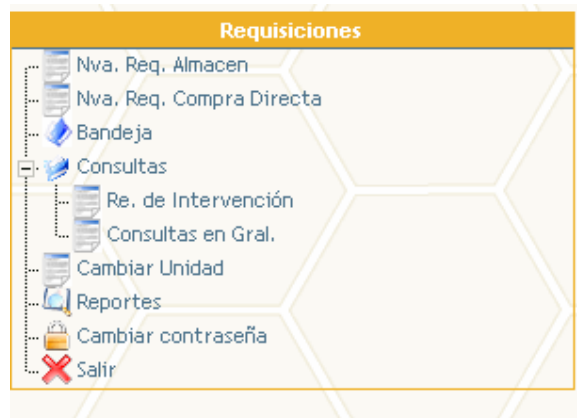 Requisiciones
Nva. Req. Almacen
Nva. Req. Compra Directa
Bandeja
Consultas
Re. de Intervención
Consultas en Gral.
Cambiar Unidad
Reportes
Cambiar contraseña
Salir